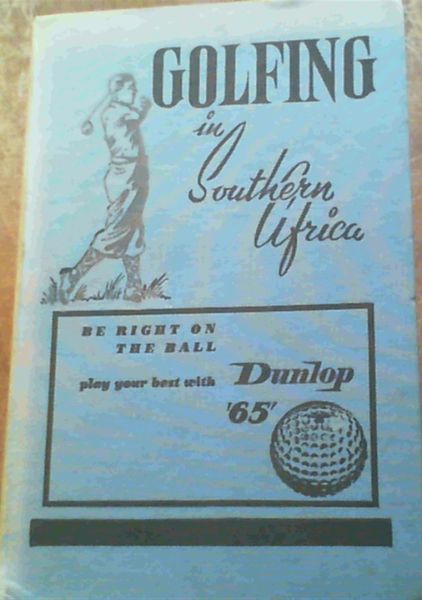 GOLFING
in
Southern
Africa
BE RIGHT ON
THE BALL
play your best with Dunlop
'65'